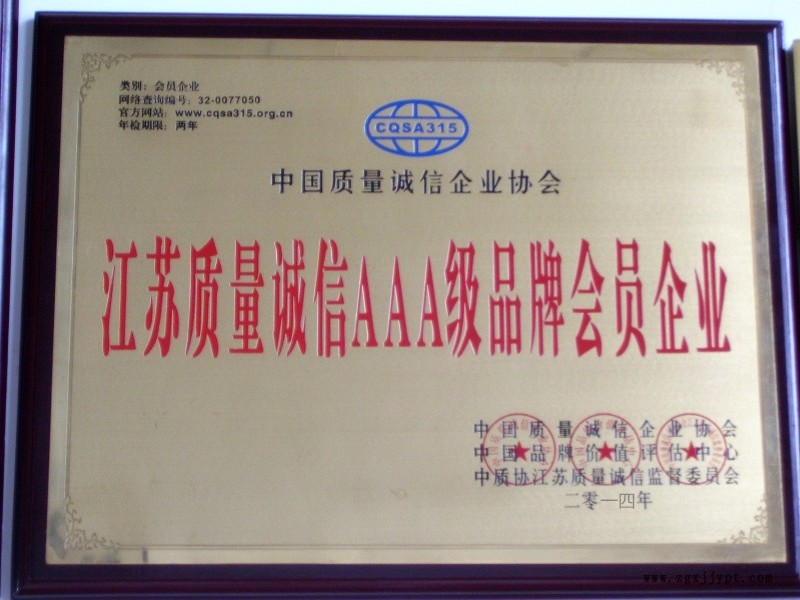 类别：会员企业
网络查询编号：32-0077050
官方网站：www.cqsa315.org.cn
年检期限：两年
CQSA315
中国质量诚信企业协会
江苏质量诚信AAA级品牌会员企业
中国质量诚信企业协会
中国品牌价值评估中心
中质协江苏质量诚信监督委员会
二零一四年
www.zgxjjypt.com